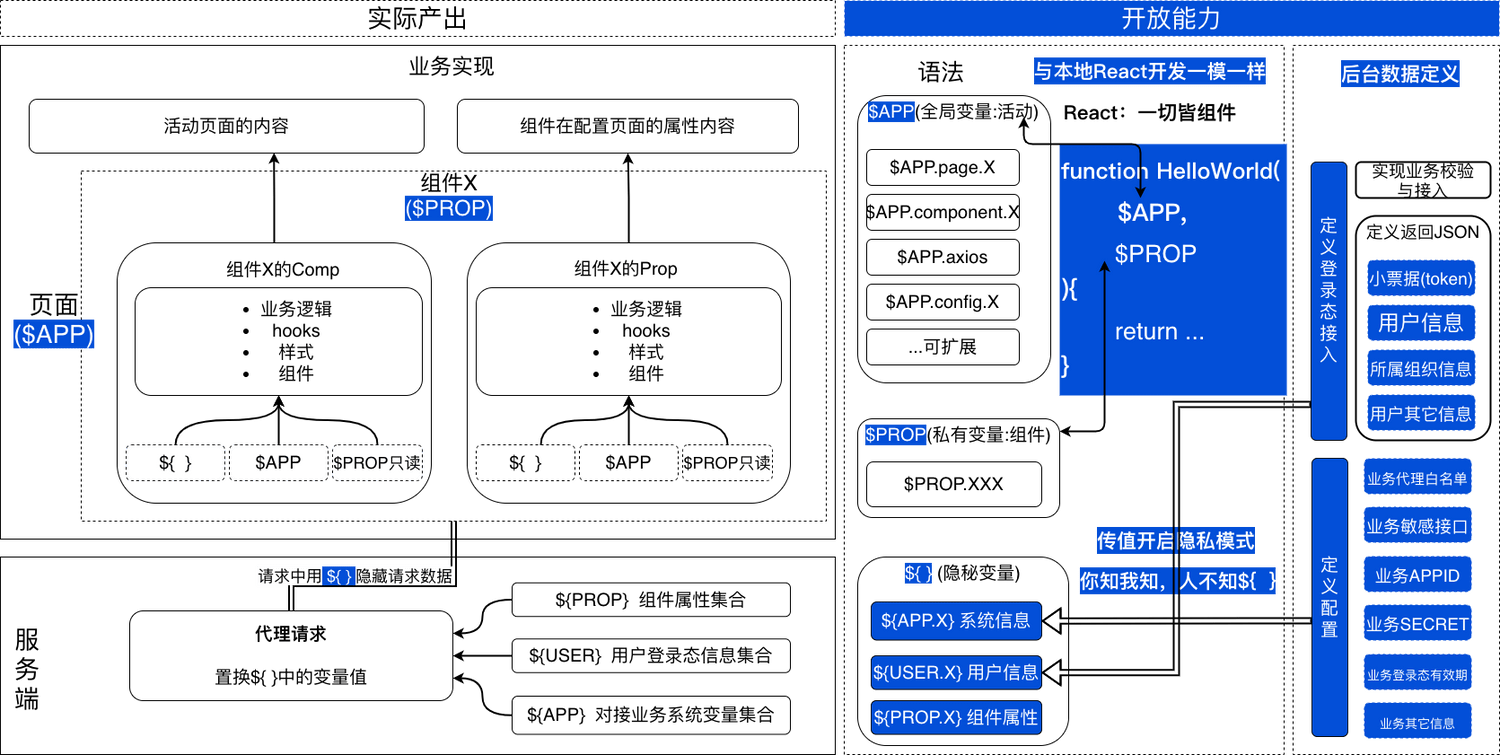 实际产出
业务实现
活动页面的内容
组件在配置页面的属性内容
组件X
($PROP)
页面
($APP)
组件X的Comp
• 业务逻辑
• hooks
• 样式
• 组件
${ }
$APP
$PROP只读
组件X的Prop
• 业务逻辑
• hooks
• 样式
• 组件
${ }
$APP
$PROP只读
请求中用 ${ } 隐藏请求数据
服
务
端
代理请求
置换${ }中的变量值
${PROP} 组件属性集合
${USER} 用户登录态信息集合
${APP} 对接业务系统变量集合
开放能力
语法
与本地React开发一模一样
$APP(全局变量:活动)
React：一切皆组件
$APP.page.X
$APP.component.X
$APP.axios
$APP.config.X
...可扩展
function HelloWorld(
$APP，
$PROP
){
return ...
}
$PROP(私有变量:组件)
$PROP.XXX
传值开启隐私模式
你知我知，人不知${ }
${ } (隐秘变量)
${APP.X} 系统信息
${USER.X} 用户信息
${PROP.X} 组件属性
后台数据定义
定
义
登
录
态
接
入
实现业务校验
与接入
定义返回JSON
小票据(token)
用户信息
所属组织信息
用户其它信息
定
义
配
置
业务代理白名单
业务敏感接口
业务APPID
业务SECRET
业务登录态有效期
业务其它信息